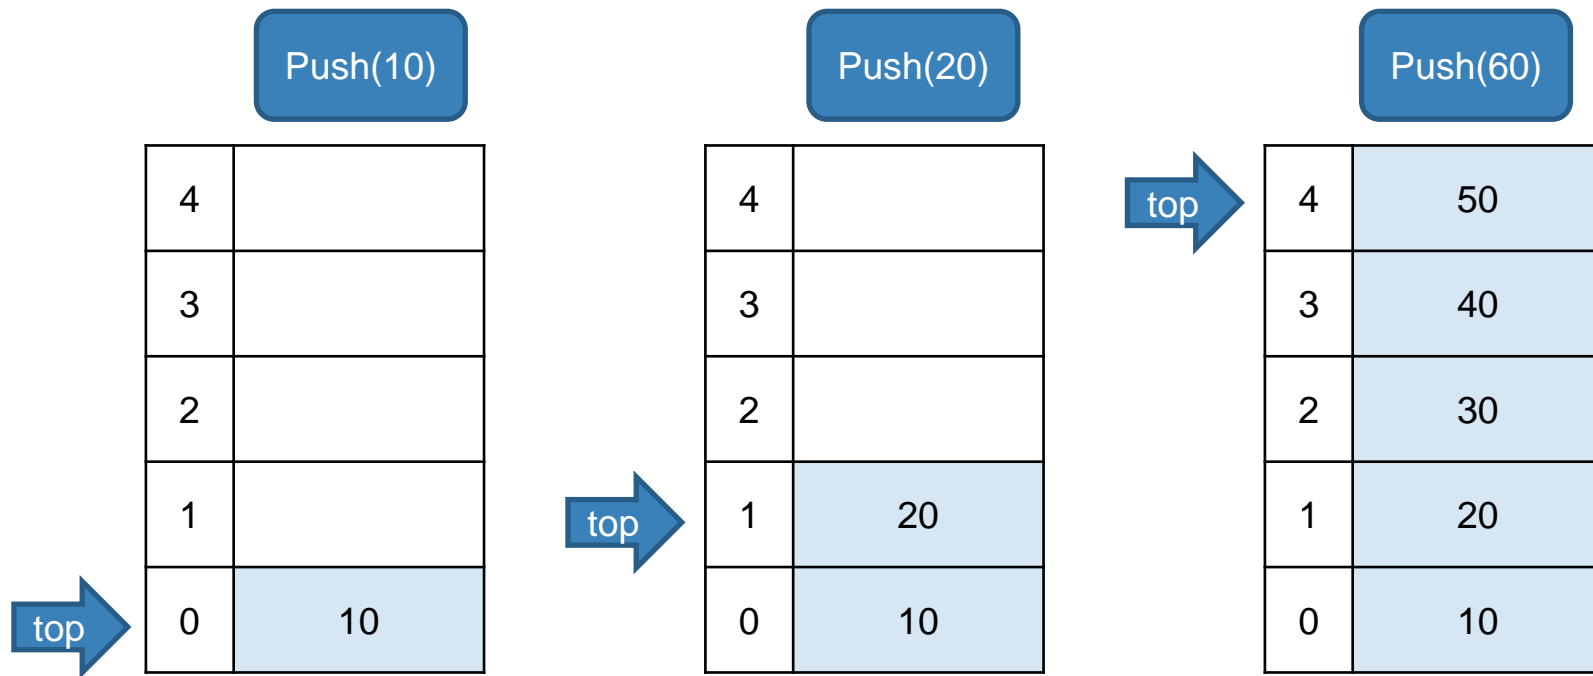 Push(10) Push(20) Push(60)
4 4 top 4 50
3 3 3 40
2 2 2 30
1 top 1 20 1 20
top 0 10 0 10 0 10